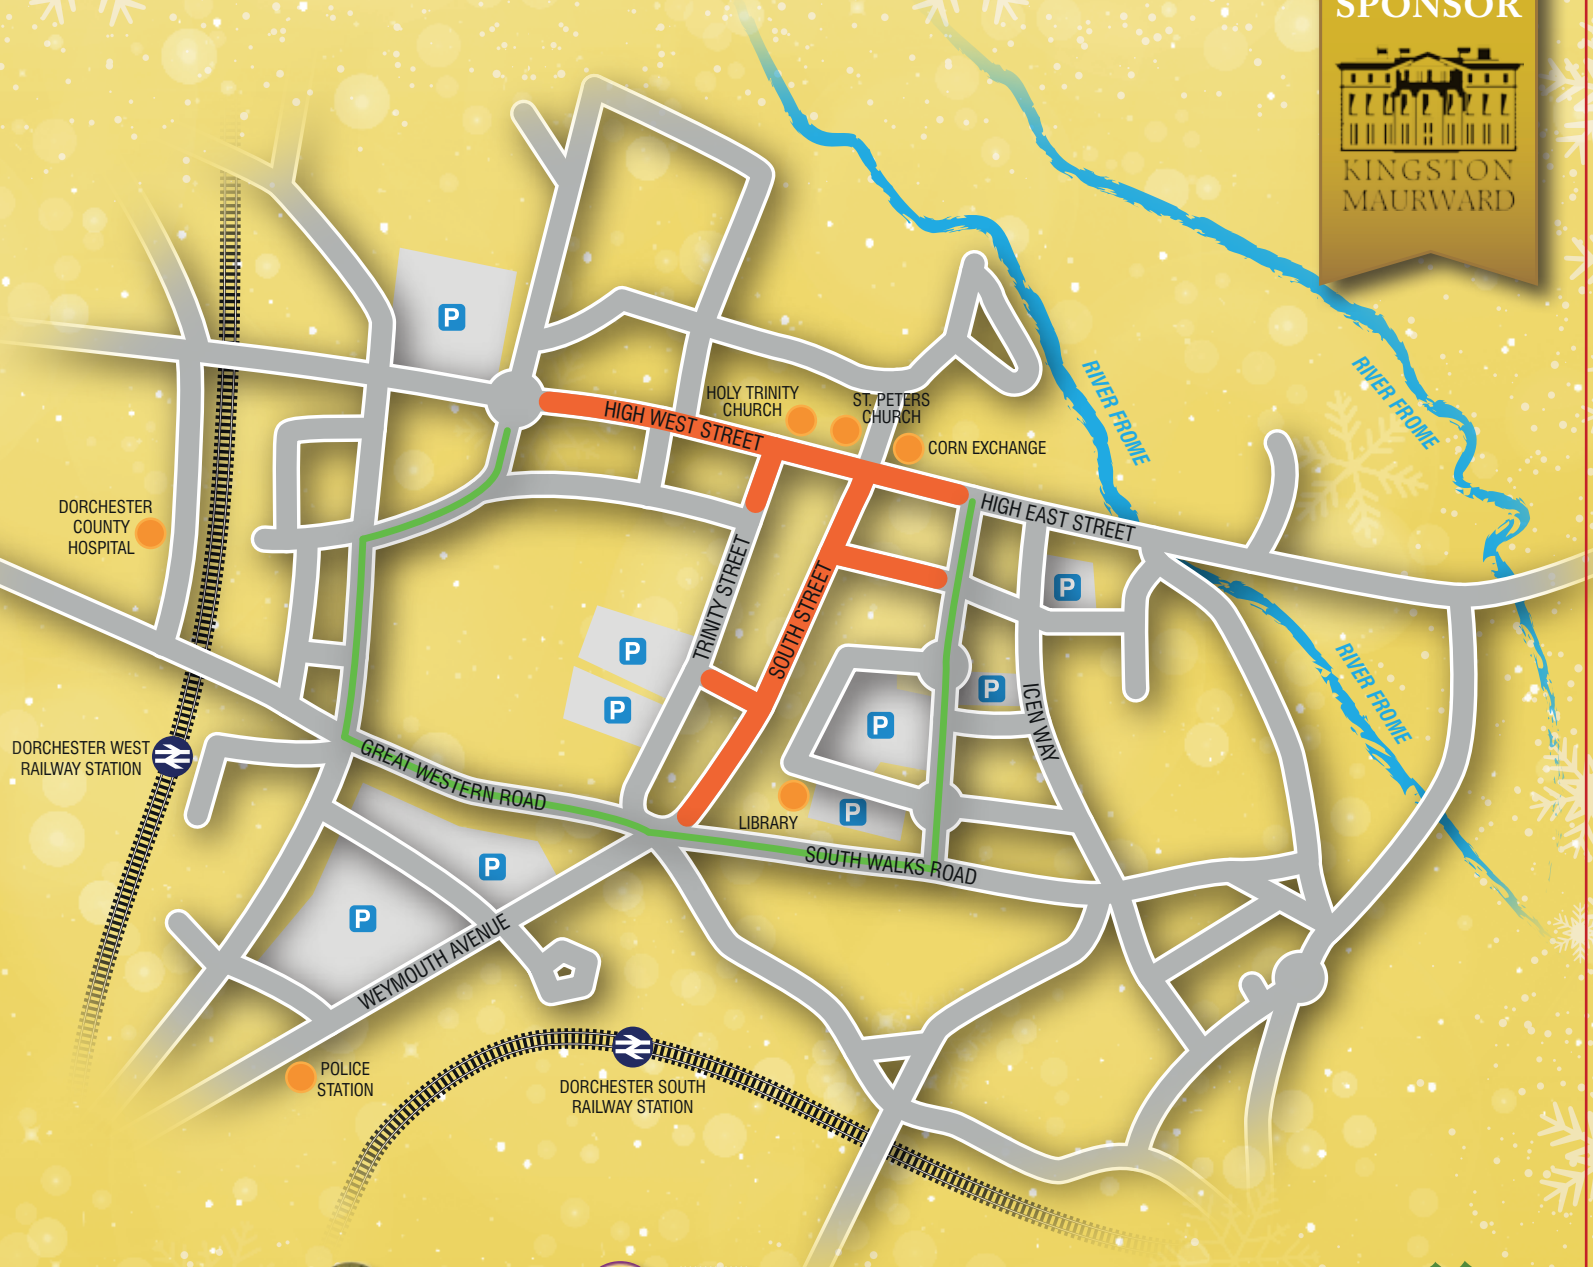 SPONSOR
KINGSTON
MAURWARD
P
HOLY TRINITY
CHURCH
ST. PETERS
CHURCH
CORN EXCHANGE
HIGH WEST STREET
HIGH EAST STREET
RIVER FROME
RIVER FROME
DORCHESTER
COUNTY
HOSPITAL
TRINITY STREET
SOUTH STREET
P
P
P
P
P
ICEN WAY
RIVER FROME
DORCHESTER WEST
RAILWAY STATION
GREAT WESTERN ROAD
LIBRARY
P
SOUTH WALKS ROAD
P
P
WEYMOUTH AVENUE
POLICE
STATION
DORCHESTER SOUTH
RAILWAY STATION